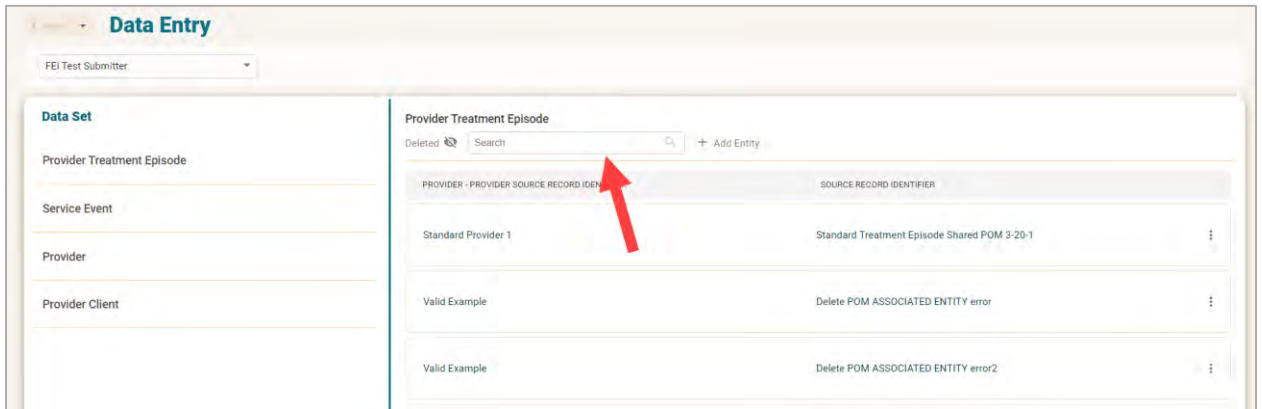 Data Entry
FEI Test Submitter
Data Set
Provider Treatment Episode
Service Event
Provider
Provider Client
Provider Treatment Episode
Deleted Search + Add Entity
PROVIDER - PROVIDER SOURCE RECORD IDEN SOURCE RECORD IDENTIFIER
Standard Provider 1 Standard Treatment Episode Shared POM 3-20-1
Valid Example Delete POM ASSOCIATED ENTITY error
Valid Example Delete POM ASSOCIATED ENTITY error2